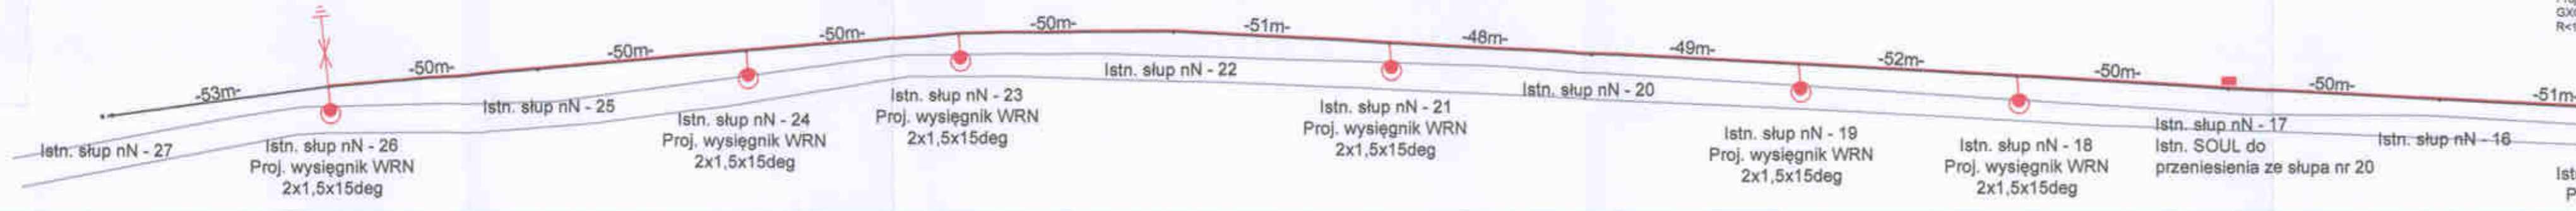 -53m-
-50m-
-50m-
-50m-
-50m-
-51m-
-48m-
-49m-
-52m-
-50m-
-50m-
-51m-
Istn. słup nN - 27
Istn. słup nN - 26
Proj. wysięgnik WRN
2x1,5x15deg
Istn. słup nN - 25
Istn. słup nN - 24
Proj. wysięgnik WRN
2x1,5x15deg
Istn. słup nN - 23
Proj. wysięgnik WRN
2x1,5x15deg
Istn. słup nN - 22
Istn. słup nN - 21
Proj. wysięgnik WRN
2x1,5x15deg
Istn. słup nN - 20
Istn. słup nN - 19
Proj. wysięgnik WRN
2x1,5x15deg
Istn. słup nN - 18
Proj. wysięgnik WRN
2x1,5x15deg
Istn. słup nN - 17
Istn. SOUL do
przeniesienia ze słupa nr 20
Istn. słup nN - 16